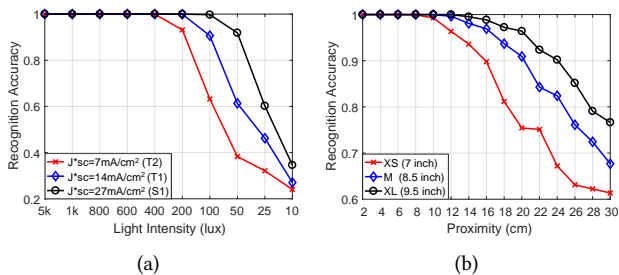 1
0.8
0.6
0.4
0.2
Recognition Accuracy
J*sc=7mA/cm² (T2)
J*sc=14mA/cm² (T1)
J*sc=27mA/cm² (S1)
5k 1k 800 600 400 200 100 50 25 10
Light Intensity (lux)
(a)
1
0.9
0.8
0.7
0.6
Recognition Accuracy
XS (7 inch)
M (8.5 inch)
XL (9.5 inch)
2 4 6 8 10 12 14 16 18 20 22 24 26 28 30
Proximity (cm)
(b)